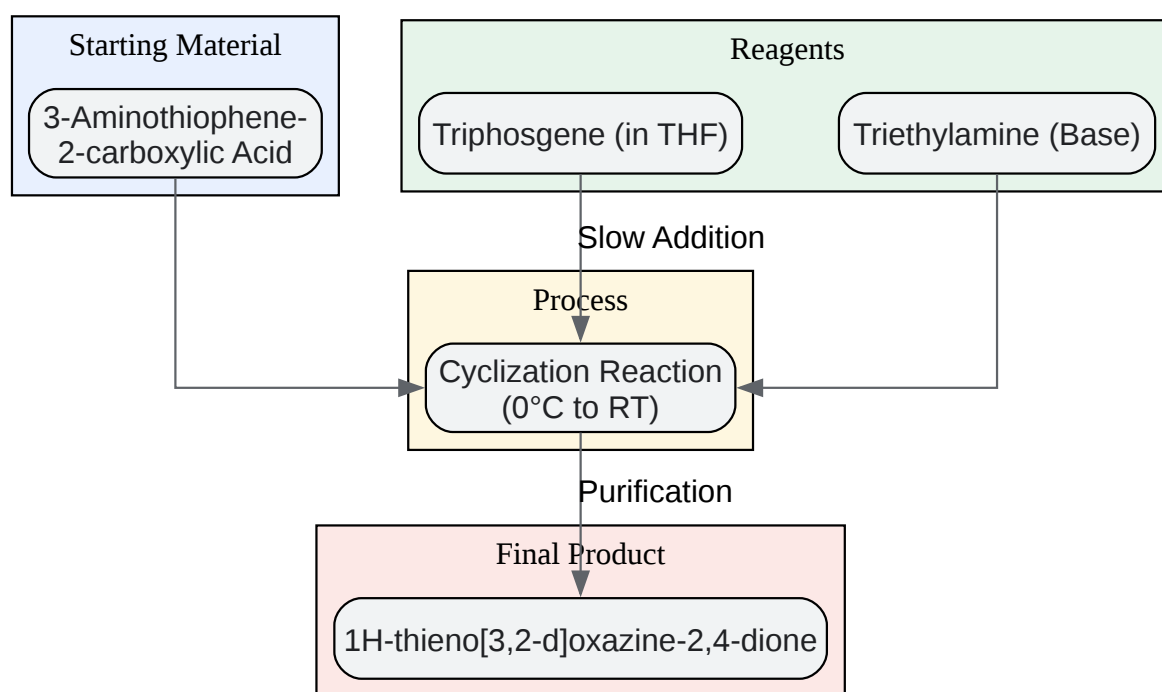 Starting Material
Reagents
3-Aminothiophene-
2-carboxylic Acid
Triphosgene (in THF)
Triethylamine (Base)
Slow Addition
Process
Cyclization Reaction
(0°C to RT)
Purification
Final Product
1H-thieno[3,2-d]oxazine-2,4-dione